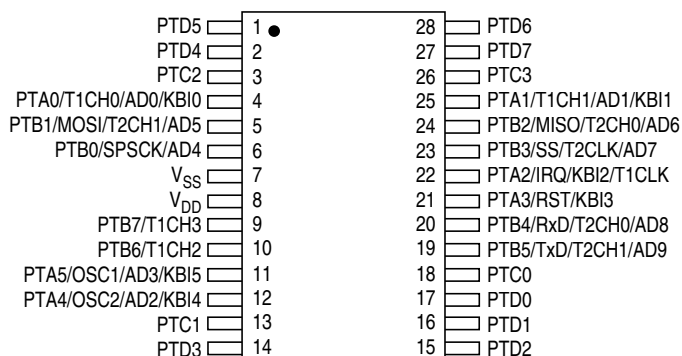 PTD5 1 28 PTD6
PTD4 2 27 PTD7
PTC2 3 26 PTC3
PTA0/T1CH0/AD0/KBI0 4 25 PTA1/T1CH1/AD1/KBI1
PTB1/MOSI/T2CH1/AD5 5 24 PTB2/MISO/T2CH0/AD6
PTB0/SPSCK/AD4 6 23 PTB3/SS/T2CLK/AD7
VSS 7 22 PTA2/IRQ/KBI2/T1CLK
VDD 8 21 PTA3/RST/KBI3
PTB7/T1CH3 9 20 PTB4/RxD/T2CH0/AD8
PTB6/T1CH2 10 19 PTB5/TxD/T2CH1/AD9
PTA5/OSC1/AD3/KBI5 11 18 PTC0
PTA4/OSC2/AD2/KBI4 12 17 PTD0
PTC1 13 16 PTD1
PTD3 14 15 PTD2